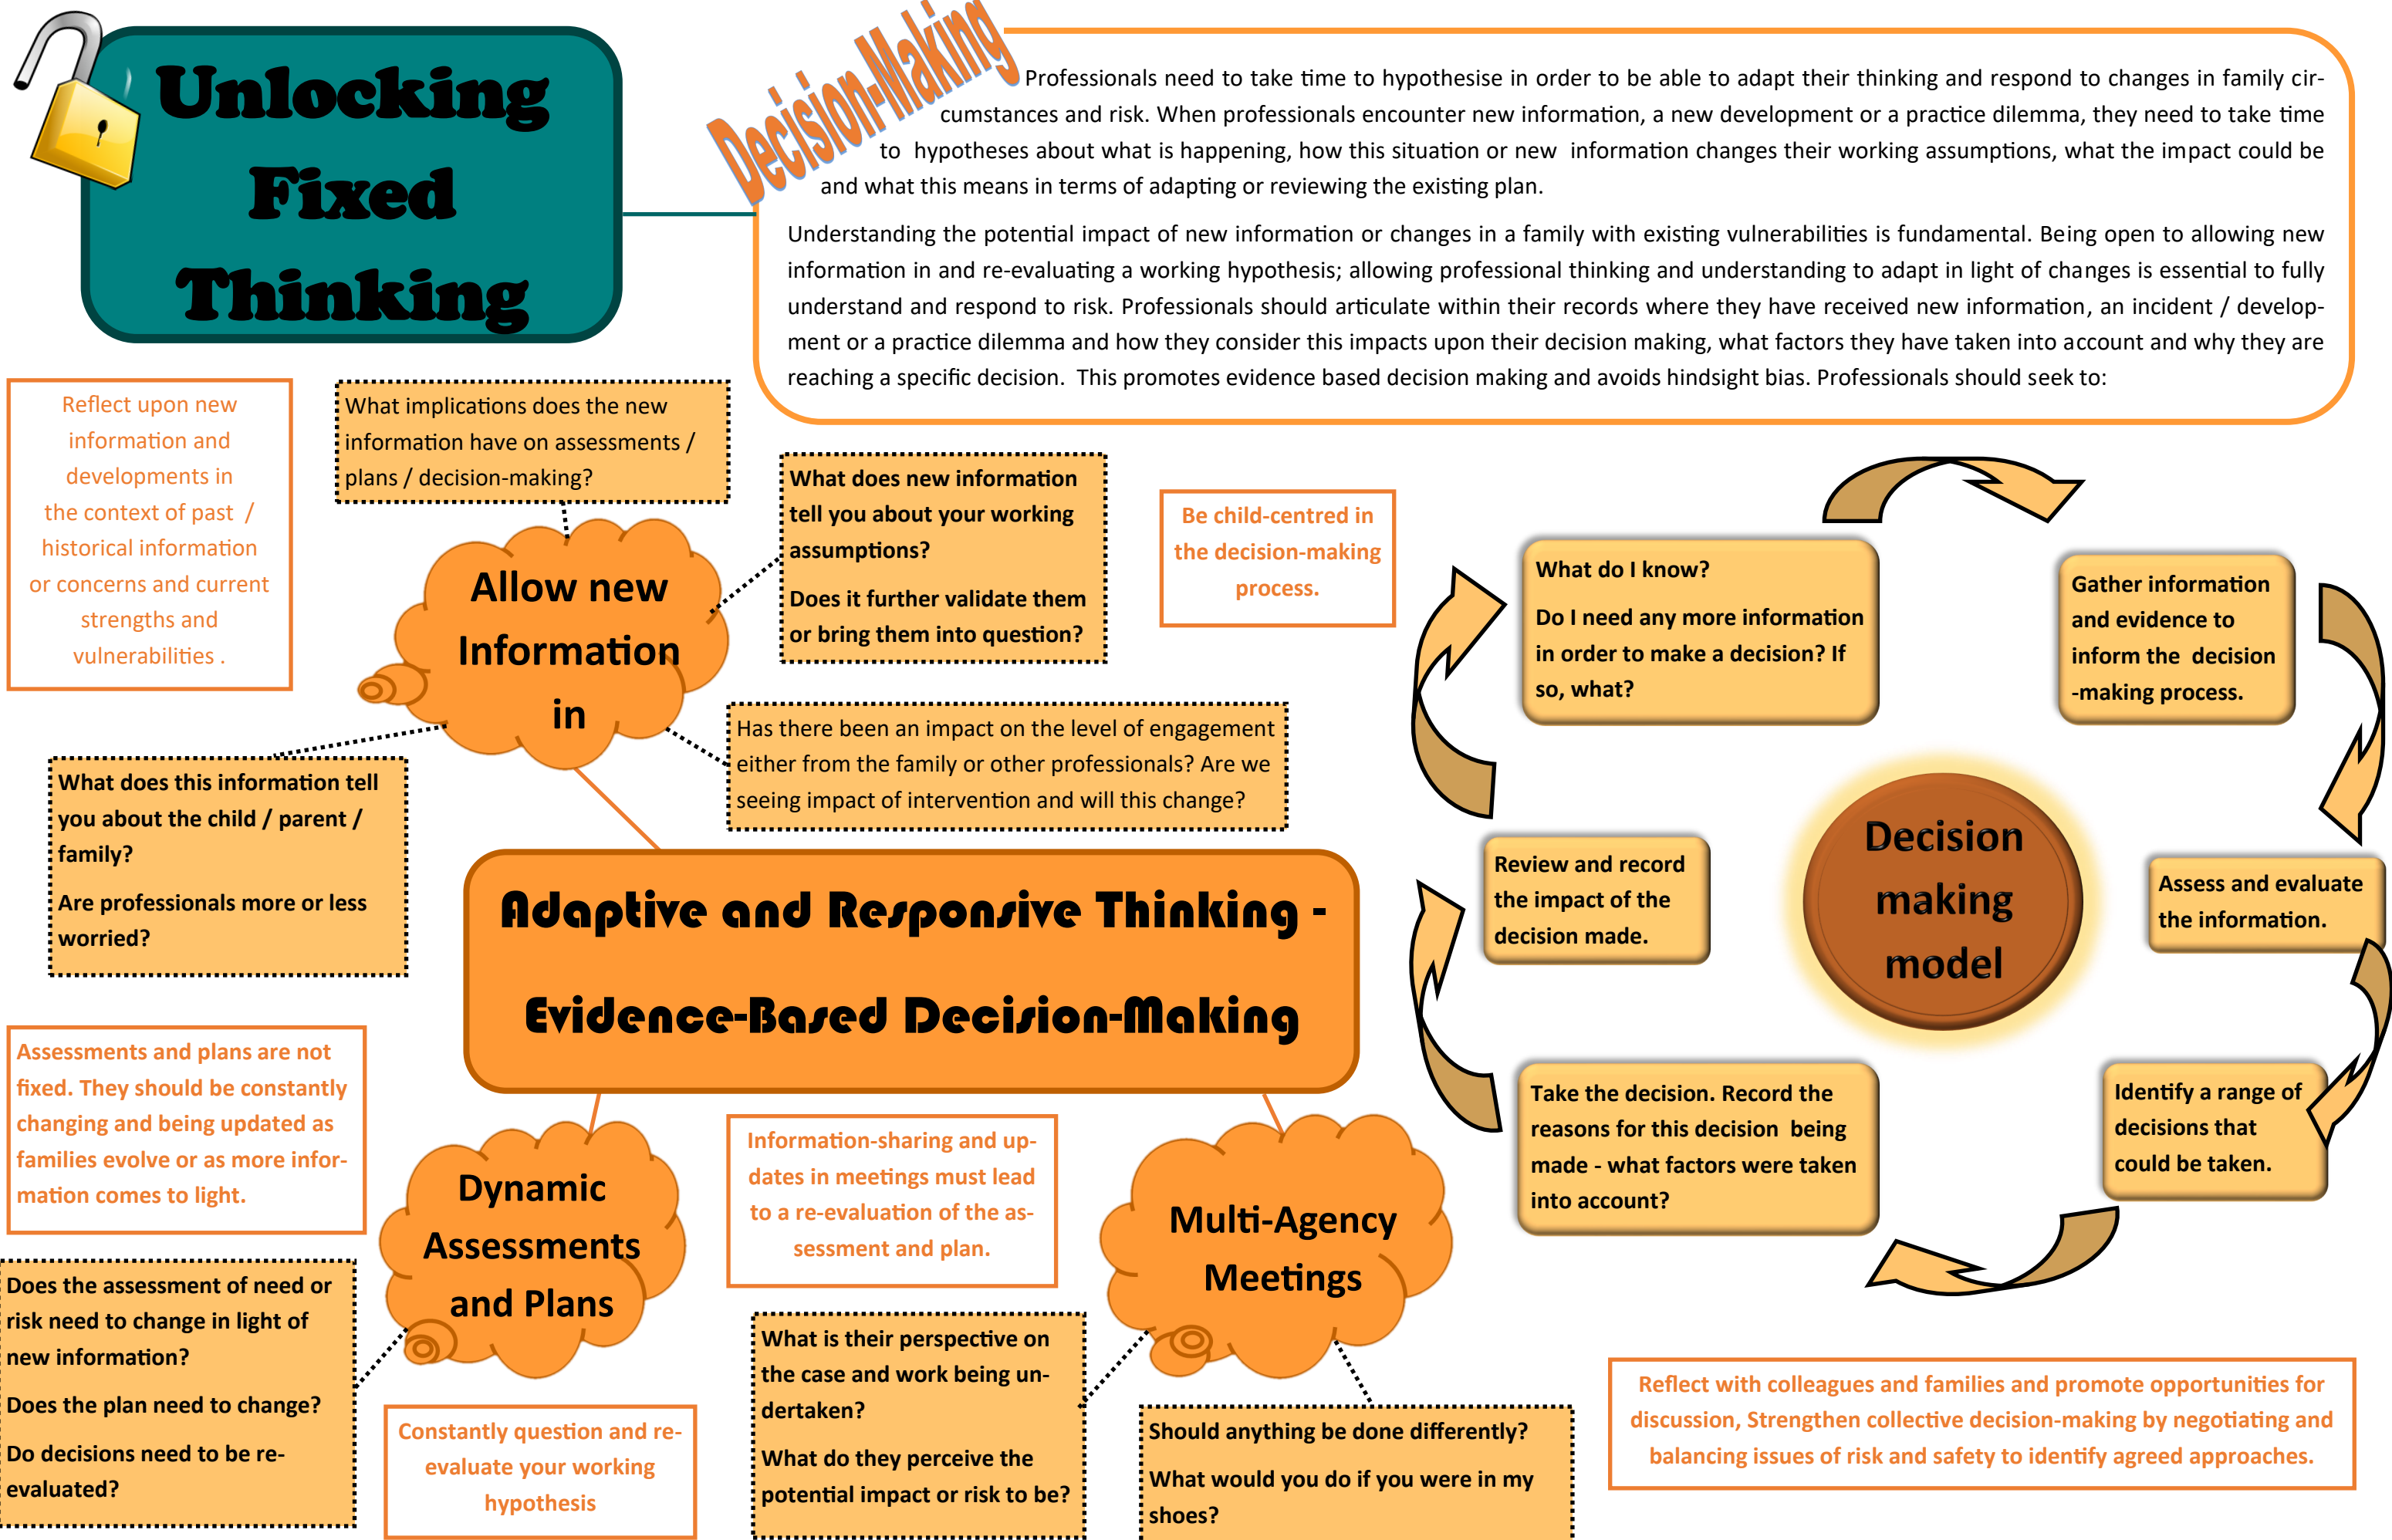 Unlocking
Fixed
Thinking
Decision-Making
Professionals need to take time to hypothesise in order to be able to adapt their thinking and respond to changes in family cir-
cumstances and risk. When professionals encounter new information, a new development or a practice dilemma, they need to take time
to hypotheses about what is happening, how this situation or new information changes their working assumptions, what the impact could be
and what this means in terms of adapting or reviewing the existing plan.
Understanding the potential impact of new information or changes in a family with existing vulnerabilities is fundamental. Being open to allowing new
information in and re-evaluating a working hypothesis; allowing professional thinking and understanding to adapt in light of changes is essential to fully
understand and respond to risk. Professionals should articulate within their records where they have received new information, an incident / develop-
ment or a practice dilemma and how they consider this impacts upon their decision making, what factors they have taken into account and why they are
reaching a specific decision. This promotes evidence based decision making and avoids hindsight bias. Professionals should seek to:
Reflect upon new
information and
developments in
the context of past /
historical information
or concerns and current
strengths and
vulnerabilities .
What implications does the new
information have on assessments /
plans / decision-making?
What does new information
tell you about your working
assumptions?
Does it further validate them
or bring them into question?
Be child-centred in
the decision-making
process.
Allow new
Information
in
Has there been an impact on the level of engagement
either from the family or other professionals? Are we
seeing impact of intervention and will this change?
What does this information tell
you about the child / parent /
family?
Are professionals more or less
worried?
Adaptive and Responsive Thinking -
Evidence-Based Decision-Making
What do I know?
Do I need any more information
in order to make a decision? If
so, what?
Gather information
and evidence to
inform the decision
-making process.
Decision
making
model
Assess and evaluate
the information.
Identify a range of
decisions that
could be taken.
Take the decision. Record the
reasons for this decision being
made - what factors were taken
into account?
Review and record
the impact of the
decision made.
Assessments and plans are not
fixed. They should be constantly
changing and being updated as
families evolve or as more infor-
mation comes to light.
Dynamic
Assessments
and Plans
Information-sharing and up-
dates in meetings must lead
to a re-evaluation of the as-
sessment and plan.
Multi-Agency
Meetings
Does the assessment of need or
risk need to change in light of
new information?
Does the plan need to change?
Do decisions need to be re-
evaluated?
Constantly question and re-
evaluate your working
hypothesis
What is their perspective on
the case and work being un-
dertaken?
What do they perceive the
potential impact or risk to be?
Should anything be done differently?
What would you do if you were in my
shoes?
Reflect with colleagues and families and promote opportunities for
discussion, Strengthen collective decision-making by negotiating and
balancing issues of risk and safety to identify agreed approaches.